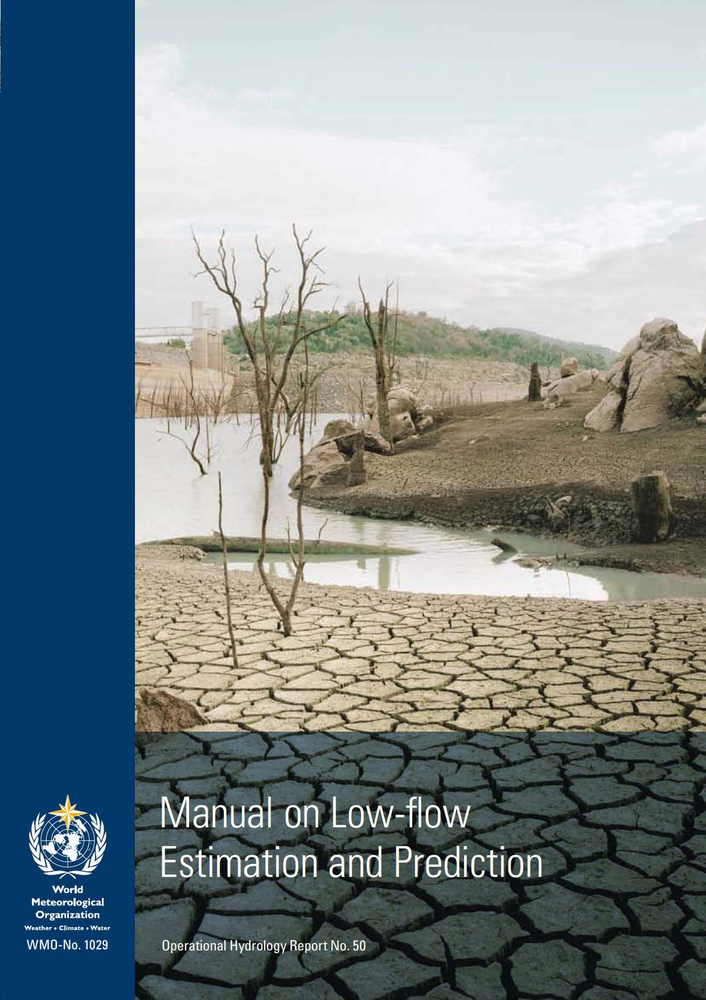 Manual on Low-flow
Estimation and Prediction
World
Meteorological
Organization
Weather • Climate • Water
WMO-No. 1029
Operational Hydrology Report No. 50